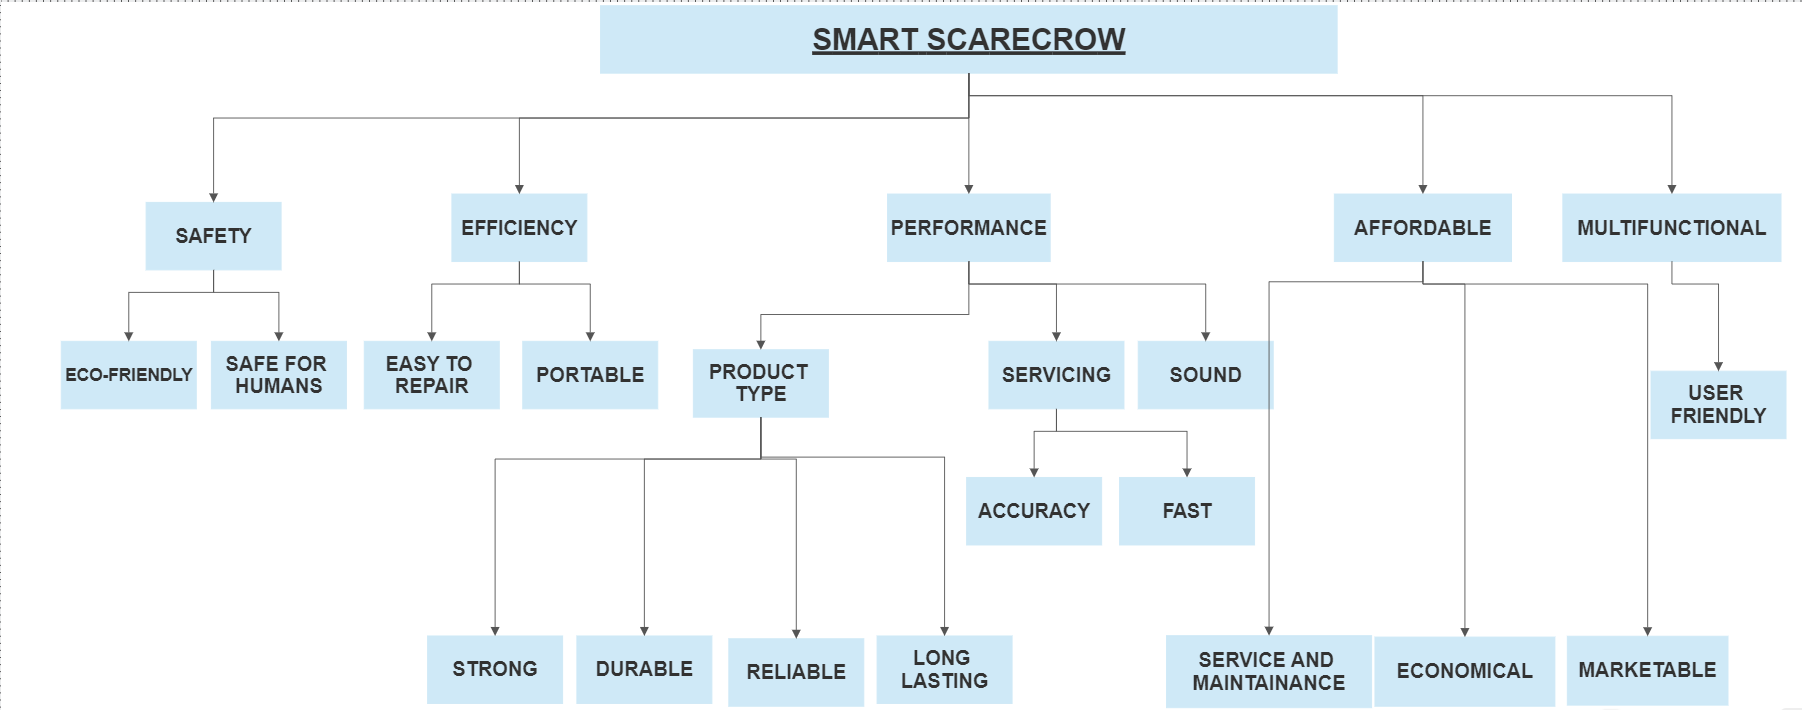 SMART SCARECROW
SAFETY
EFFICIENCY
PERFORMANCE
AFFORDABLE
MULTIFUNCTIONAL
ECO-FRIENDLY
SAFE FOR
HUMANS
EASY TO
REPAIR
PORTABLE
PRODUCT
TYPE
SERVICING
SOUND
USER
FRIENDLY
ACCURACY
FAST
STRONG
DURABLE
RELIABLE
LONG
LASTING
SERVICE AND
MAINTAINANCE
ECONOMICAL
MARKETABLE